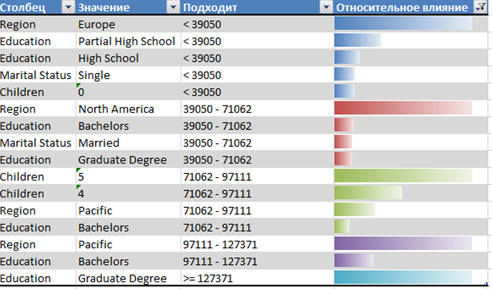 Столбец Значение Подходит Относительное влияние
Region Europe < 39050
Education Partial High School < 39050
Education High School < 39050
Marital Status Single < 39050
Children 0 < 39050
Region North America 39050 - 71062
Education Bachelors 39050 - 71062
Marital Status Married 39050 - 71062
Education Graduate Degree 39050 - 71062
Children 5 71062 - 97111
Children 4 71062 - 97111
Region Pacific 71062 - 97111
Education Bachelors 71062 - 97111
Region Pacific 97111 - 127371
Education Bachelors 97111 - 127371
Education Graduate Degree >= 127371